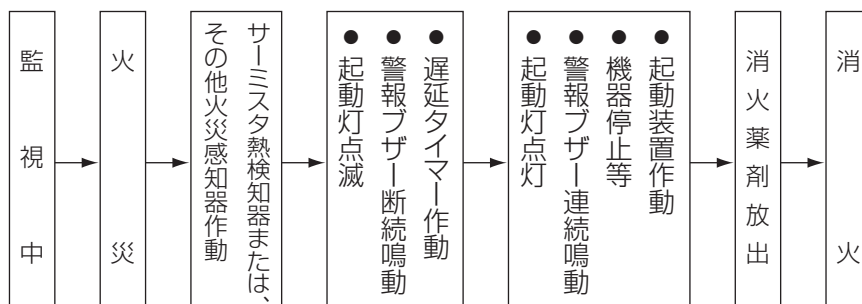 監視中
火災
サーミスタ熱検知器または、
その他火災感知器作動
●遅延タイマー作動
●警報ブザー断続鳴動
●起動灯点滅
●起動装置作動
●機器停止等
●警報ブザー連続鳴動
●起動灯点灯
消火薬剤放出
消火